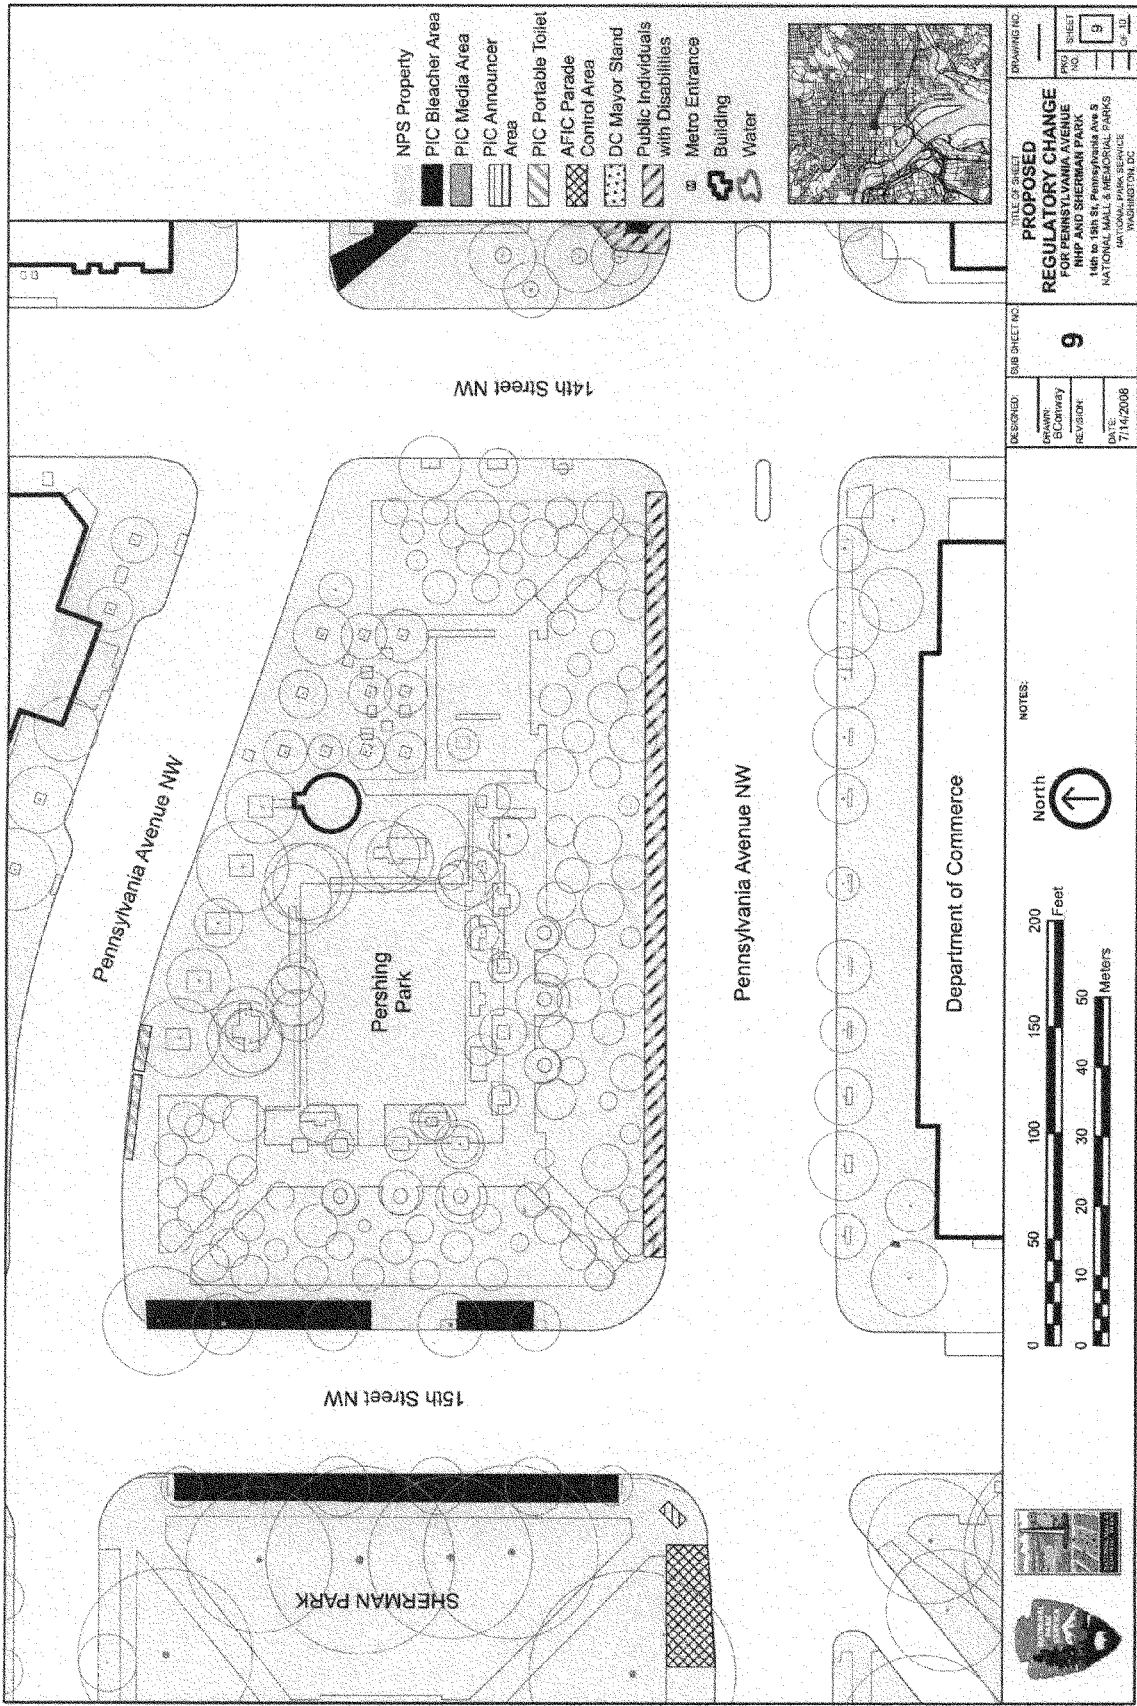 Pennsylvania Avenue NW
14th Street NW
15th Street NW
Pershing
Park
SHERMAN PARK
Pennsylvania Avenue NW
Department of Commerce
NPS Property
PIC Bleacher Area
PIC Media Area
PIC Announcer
Area
PIC Portable Toilet
AFIC Parade
Control Area
DC Mayor Stand
Public Individuals
with Disabilities
Metro Entrance
Building
Water
0 50 100 150 200
Feet
0 10 20 30 40 50
Meters
North
NOTES:
DESIGNED:
DRAWN:
BConway
REVISION:
DATE:
7/14/2008
SUB SHEET NO.
9
TITLE OF SHEET
PROPOSED
REGULATORY CHANGE
FOR PENNSYLVANIA AVENUE
NHP AND SHERMAN PARK
14th to 15th St, Pennsylvania Ave S
NATIONAL MALL & MEMORIAL PARKS
NATIONAL PARK SERVICE
WASHINGTON, DC
DRAWING NO.
PKG
NO.
SHEET
9
OF 10